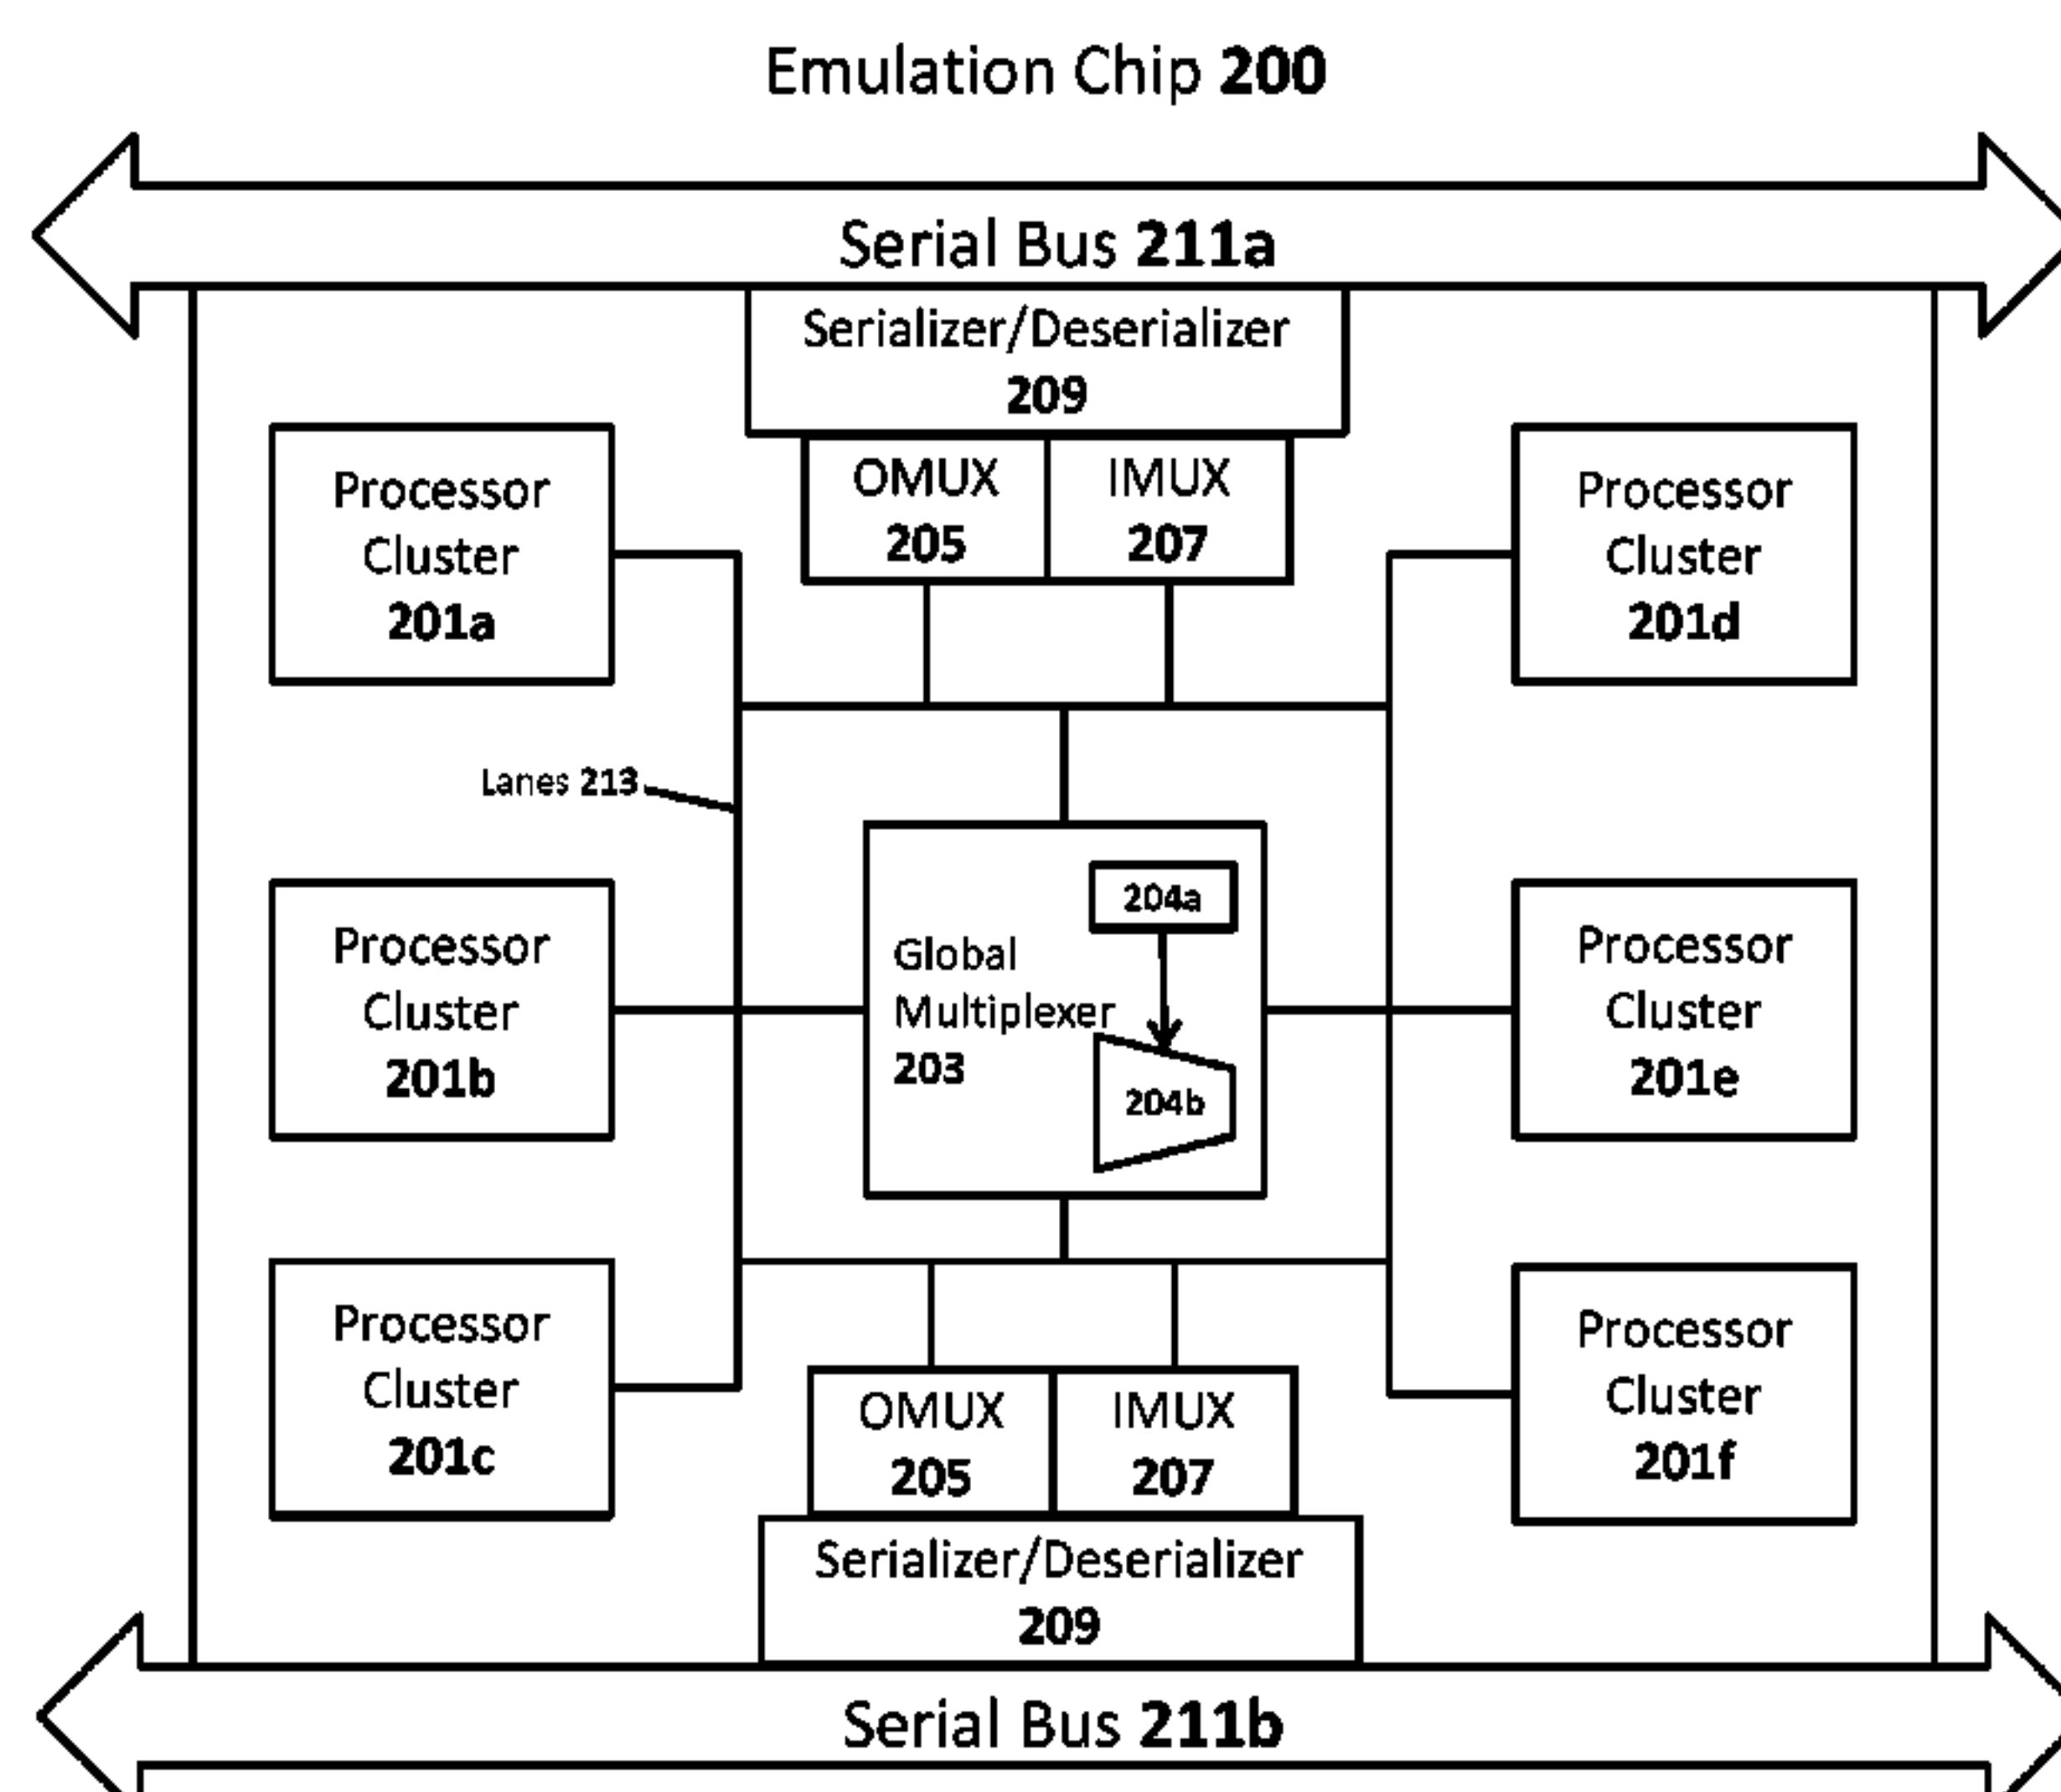 Emulation Chip 200
Serial Bus 211a
Serializer/Deserializer
209
OMUX
205
IMUX
207
Processor
Cluster
201a
Processor
Cluster
201d
Lanes 213
Processor
Cluster
201b
Global
Multiplexer
203
204a
204b
Processor
Cluster
201e
Processor
Cluster
201c
OMUX
205
IMUX
207
Processor
Cluster
201f
Serializer/Deserializer
209
Serial Bus 211b